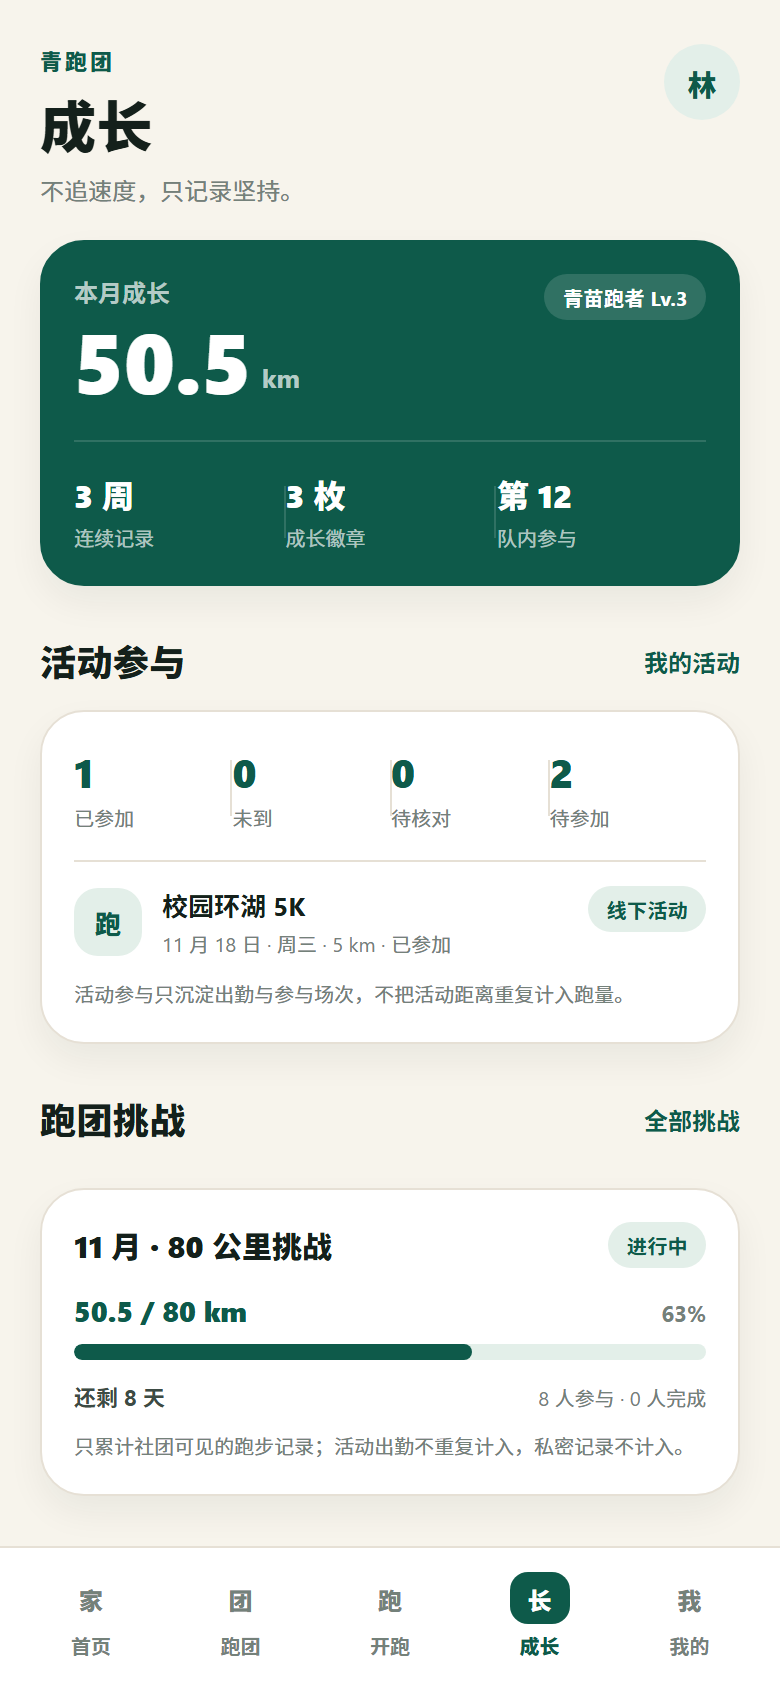 青跑团
林
成长
不追速度，只记录坚持。
本月成长
青苗跑者 Lv.3
50.5 km
3 周
3 枚
第 12
连续记录
成长徽章
队内参与
活动参与
我的活动
1
0
0
2
已参加
未到
待核对
待参加
跑
校园环湖 5K
线下活动
11 月 18 日 · 周三 · 5 km · 已参加
活动参与只沉淀出勤与参与场次，不把活动距离重复计入跑量。
跑团挑战
全部挑战
11 月 · 80 公里挑战
进行中
50.5 / 80 km
63%
还剩 8 天
8 人参与 · 0 人完成
只累计社团可见的跑步记录；活动出勤不重复计入，私密记录不计入。
家
团
跑
长
我
首页
跑团
开跑
成长
我的